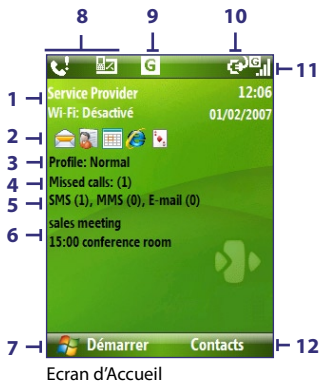 8 9 10
G G
11
1 Service Provider 12:06
Wi-Fi: Désactivé 01/02/2007
2
3 Profile: Normal
4 Missed calls: (1)
5 SMS (1), MMS (0), E-mail (0)
6 sales meeting
15:00 conference room
7 Démarrer Contacts 12
Ecran d’Accueil